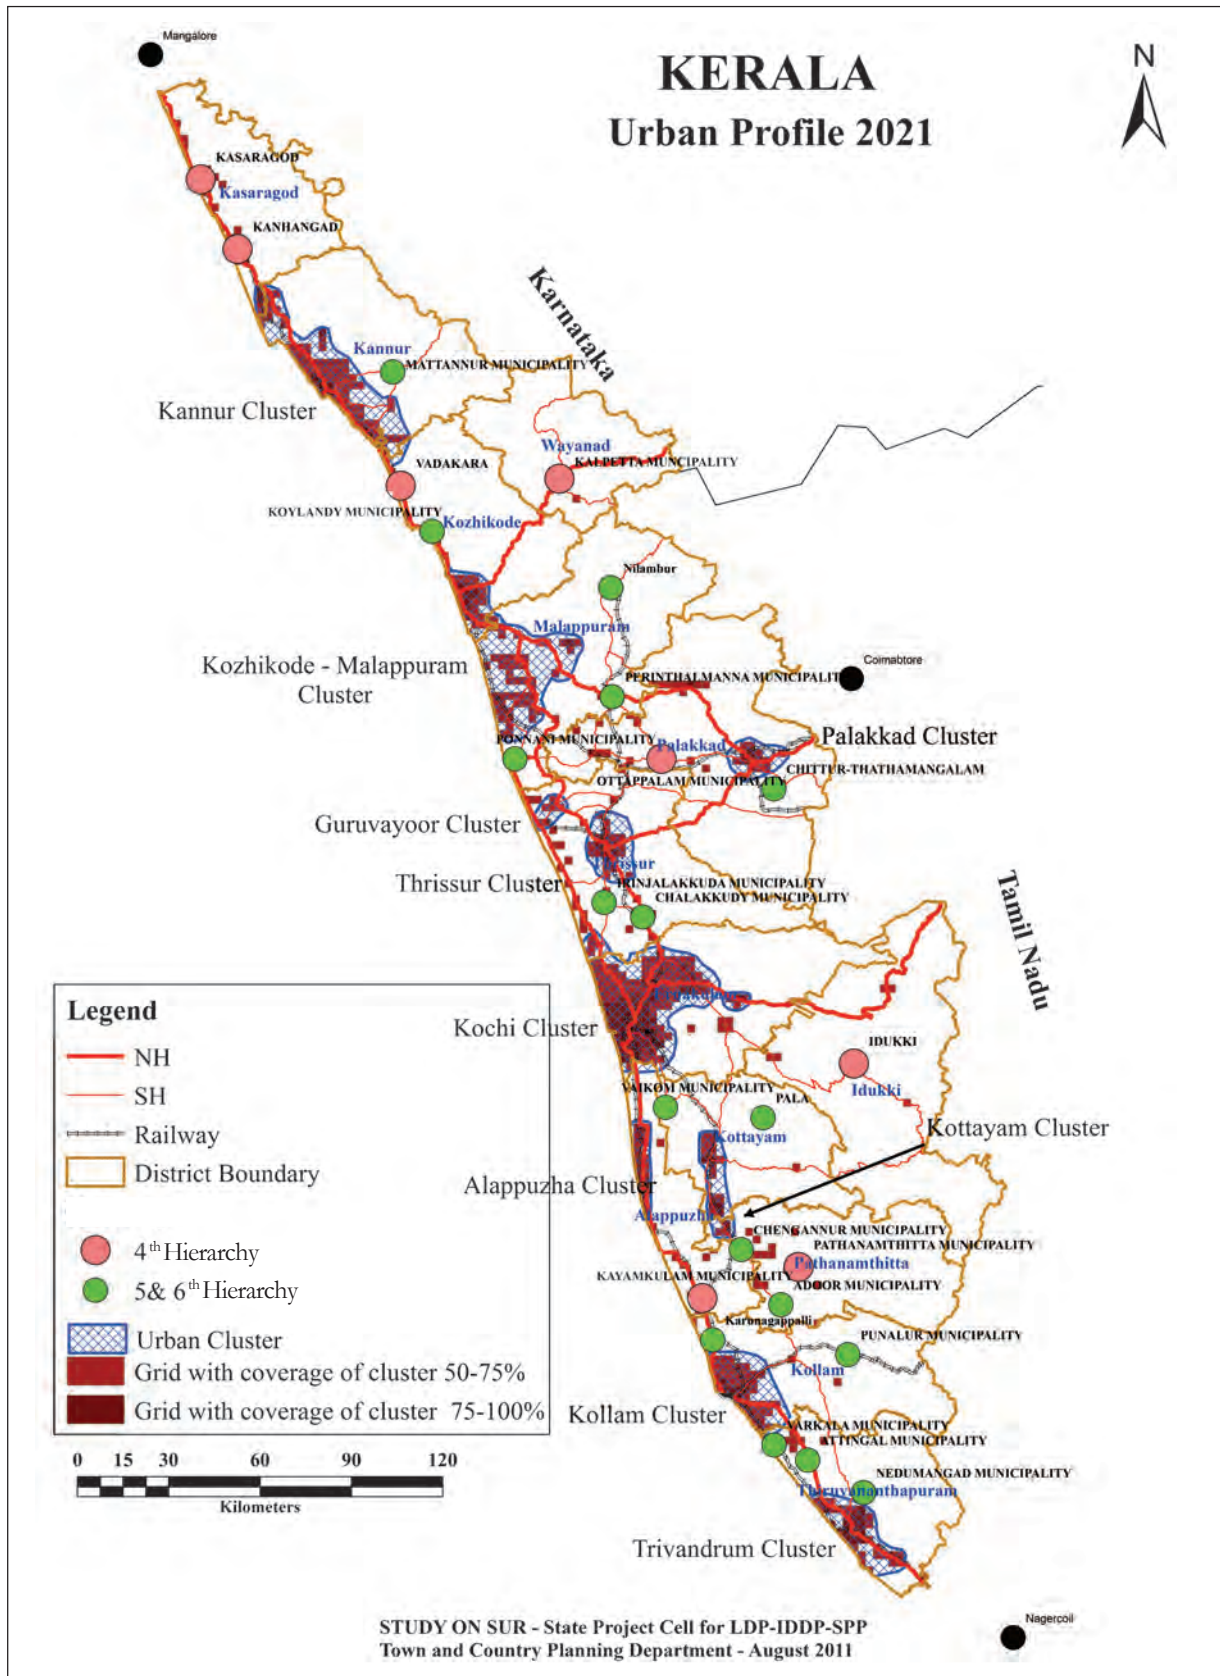 Mangalore
KERALA
Urban Profile 2021
N
KASARAGOD
Kasaragod
KANHANGAD
Karnataka
Kannur
MATTANNUR MUNICIPALITY
Kannur Cluster
Wayanad
VADAKARA
KALPETTA MUNCIPALITY
KOYLANDY MUNICIPALITY
Kozhikode
Nilambur
Malappuram
Kozhikode - Malappuram
Cluster
Coimabtore
PERINTHALMANNA MUNICIPALIT
PONNANI MUNICIPALITY
Palakkad
Palakkad Cluster
OTTAPPALAM MUNICIPALITY
CHITTUR-THATHAMANGALAM
Guruvayoor Cluster
Thrissur
Thrissur Cluster
IRINJALAKKUDA MUNICIPALITY
CHALAKKUDY MUNICIPALITY
Tamil Nadu
Ernakulam
Kochi Cluster
IDUKKI
Idukki
VAIKOM MUNICIPALITY
PALA
Kottayam
Kottayam Cluster
Alappuzha Cluster
Alappuzha
CHENGANNUR MUNICIPALITY
PATHANAMTHITTA MUNICIPALITY
Pathanamthitta
KAYAMKULAM MUNICIPALITY
ADOOR MUNICIPALITY
Karunagappalli
PUNALUR MUNICIPALITY
Kollam
Kollam Cluster
VARKALA MUNICIPALITY
ATTINGAL MUNICIPALITY
NEDUMANGAD MUNICIPALITY
Thiruvananthapuram
Trivandrum Cluster
Nagercoil
Legend
NH
SH
Railway
District Boundary
4th Hierarchy
5& 6th Hierarchy
Urban Cluster
Grid with coverage of cluster 50-75%
Grid with coverage of cluster 75-100%
0 15 30 60 90 120
Kilometers
STUDY ON SUR - State Project Cell for LDP-IDDP-SPP
Town and Country Planning Department - August 2011